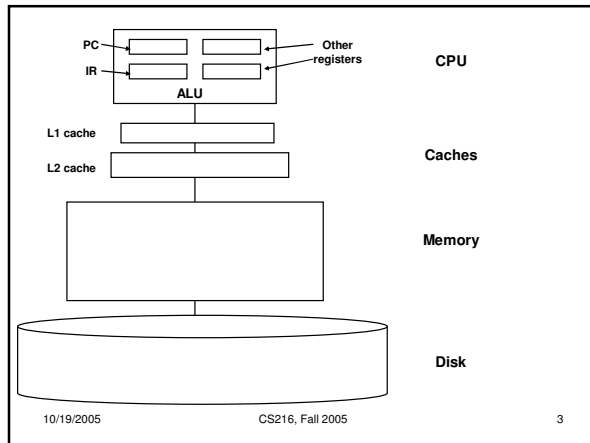 PC
Other
registers
CPU
IR
ALU
L1 cache
Caches
L2 cache
Memory
Disk
10/19/2005 CS216, Fall 2005 3